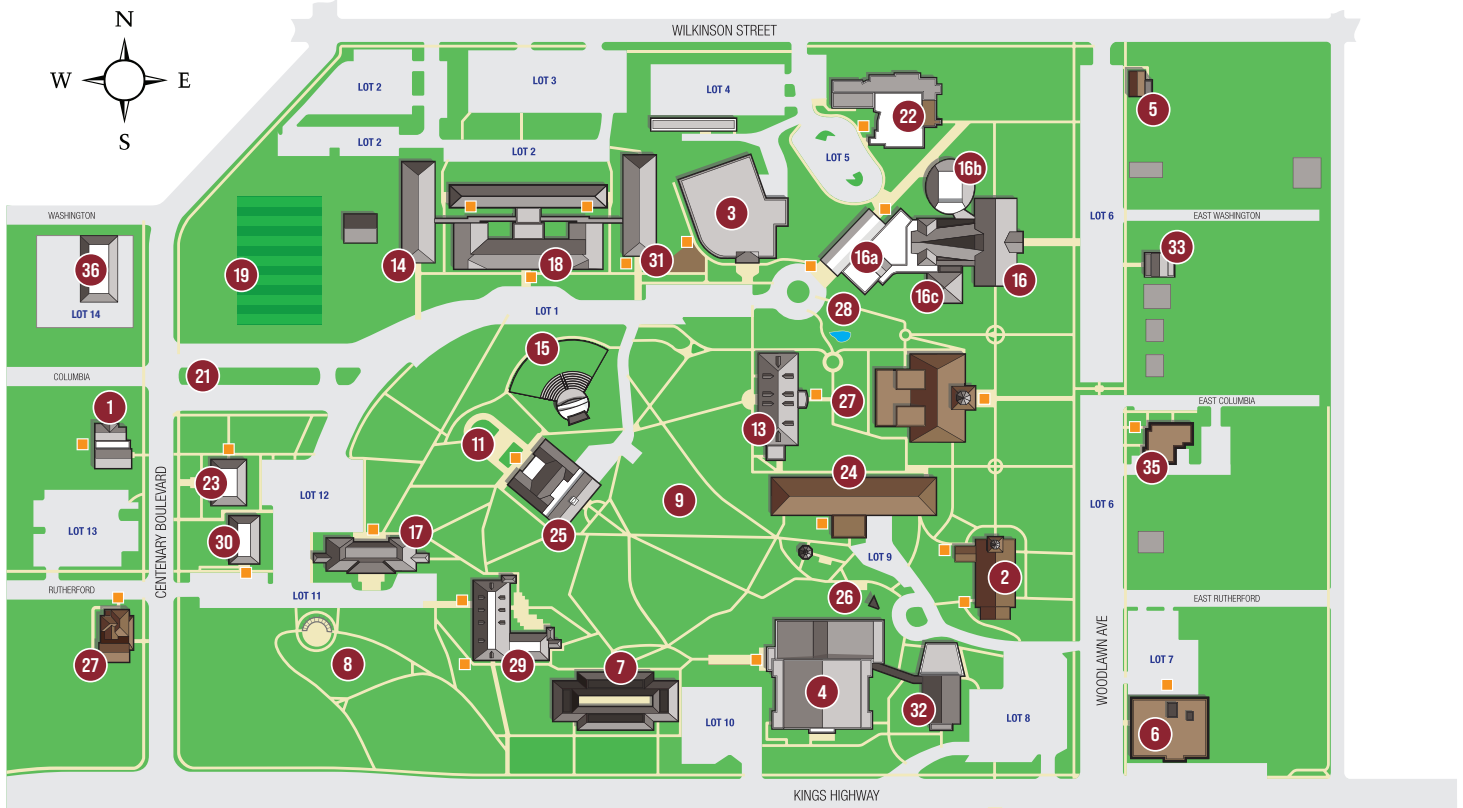 N
WILKINSON STREET
W
E
S
LOT 2
LOT 3
LOT 4
22
5
LOT 2
LOT 2
LOT 5
16b
WASHINGTON
LOT 6
EAST WASHINGTON
3
36
19
14
18
31
16a
16
33
16c
LOT 14
LOT 1
28
15
COLUMBIA
21
1
27
EAST COLUMBIA
13
11
24
35
23
LOT 12
9
LOT 6
LOT 13
17
25
30
CENTENARY BOULEVARD
LOT 9
2
RUTHERFORD
LOT 11
26
EAST RUTHERFORD
27
8
29
7
WOODLAWN AVE
LOT 7
4
32
LOT 10
LOT 8
6
KINGS HIGHWAY